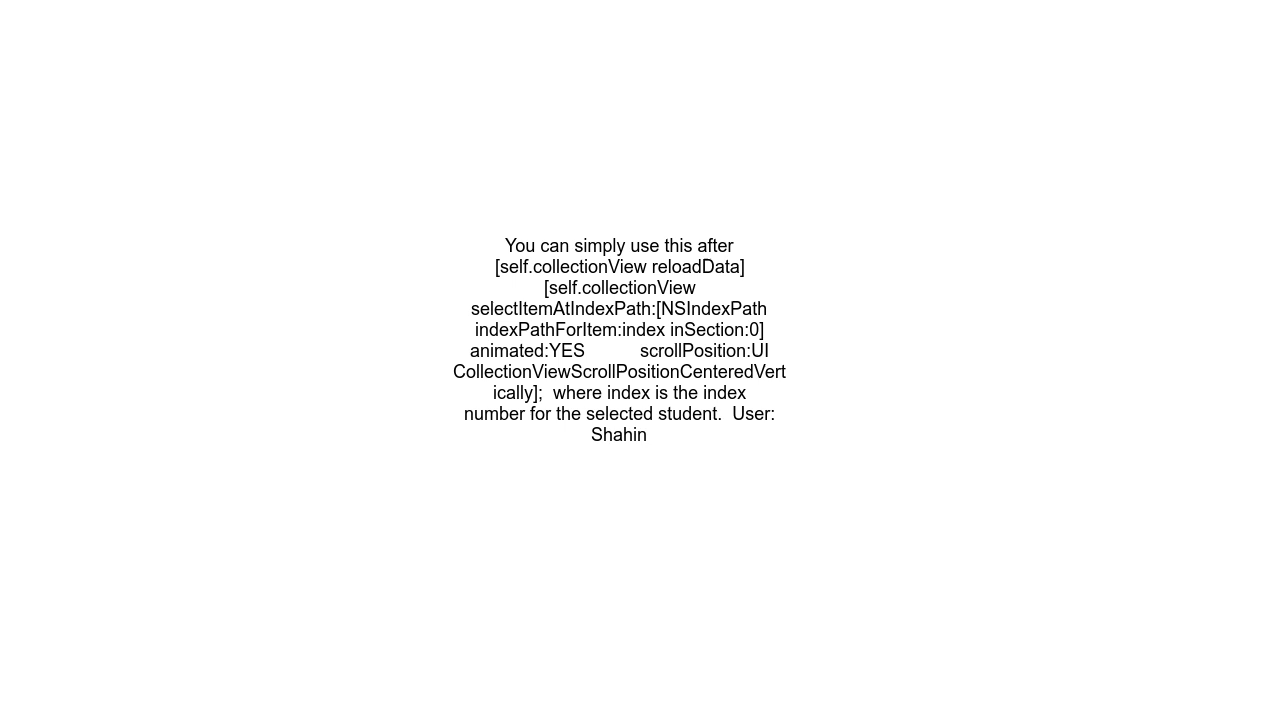 You can simply use this after
[self.collectionView reloadData]
[self.collectionView
selectItemAtIndexPath:[NSIndexPath
indexPathForItem:index inSection:0]
animated:YES           scrollPosition:UI
CollectionViewScrollPositionCenteredVert
ically];  where index is the index
number for the selected student.  User:
Shahin